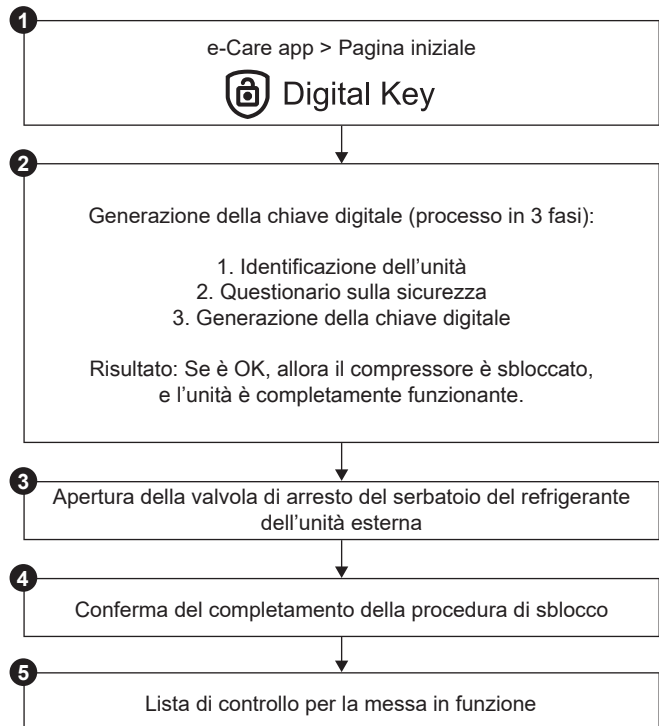 1
e-Care app > Pagina iniziale
Digital Key
2
Generazione della chiave digitale (processo in 3 fasi):
1. Identificazione dell'unità
2. Questionario sulla sicurezza
3. Generazione della chiave digitale
Risultato: Se è OK, allora il compressore è sbloccato,
e l'unità è completamente funzionante.
3
Apertura della valvola di arresto del serbatoio del refrigerante
dell'unità esterna
4
Conferma del completamento della procedura di sblocco
5
Lista di controllo per la messa in funzione